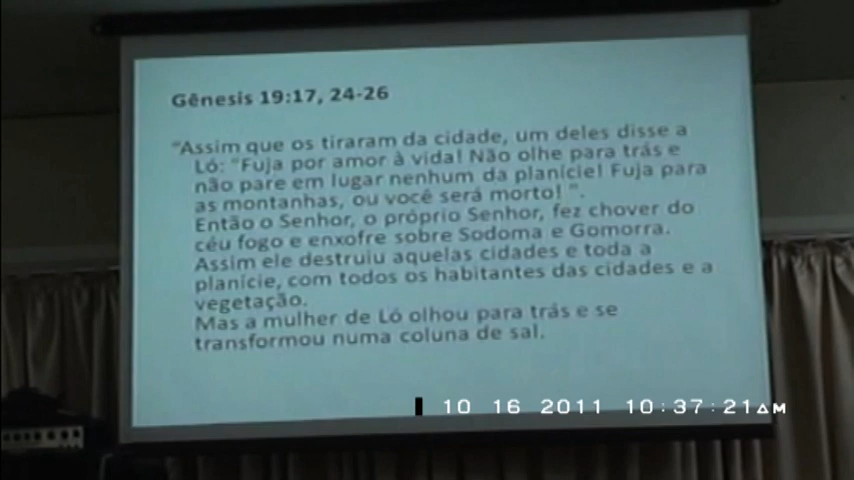 Gênesis 19:17, 24-26
"Assim que os tiraram da cidade, um deles disse a
Ló: "Fuja por amor à vida! Não olhe para trás e
não pare em lugar nenhum da planície! Fuja para
as montanhas, ou você será morto! ".
Então o Senhor, o próprio Senhor, fez chover do
céu fogo e enxofre sobre Sodoma e Gomorra.
Assim ele destruiu aquelas cidades e toda a
planície, com todos os habitantes das cidades e a
vegetação.
Mas a mulher de Ló olhou para trás e se
transformou numa coluna de sal.
10 16 2011 10:37:21AM